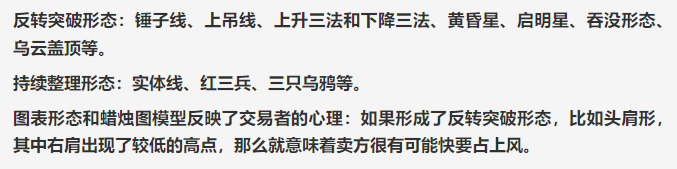 反转突破形态：锤子线、上吊线、上升三法和下降三法、黄昏星、启明星、吞没形态、
乌云盖顶等。
持续整理形态：实体线、红三兵、三只乌鸦等。
图表形态和蜡烛图模型反映了交易者的心理：如果形成了反转突破形态，比如头肩形，
其中右肩出现了较低的高点，那么就意味着卖方很有可能快要占上风。